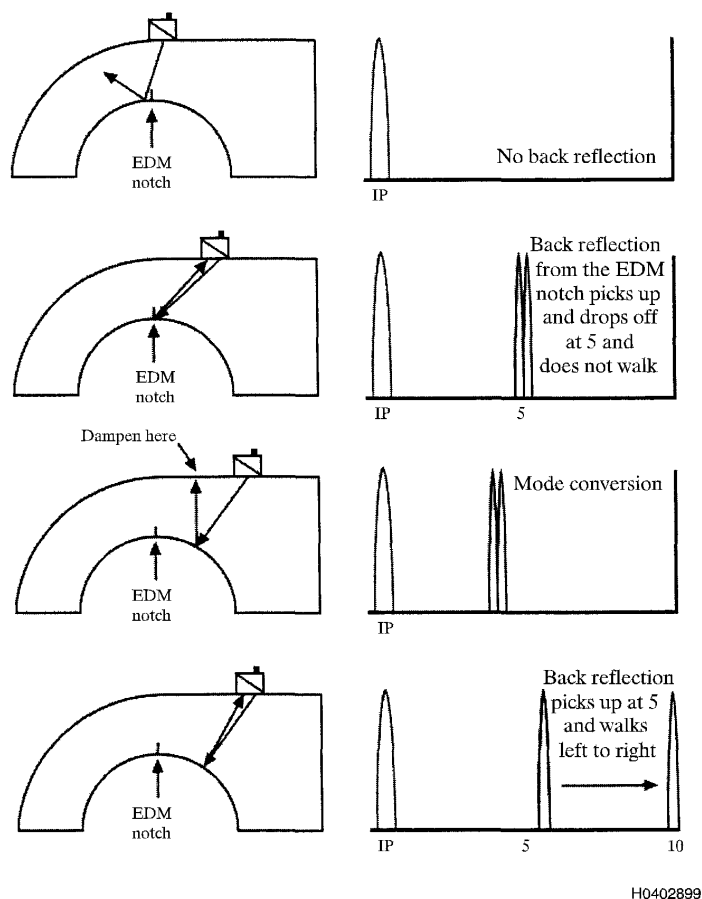 EDM
notch
No back reflection
IP
EDM
notch
Back reflection
from the EDM
notch picks up
and drops off
at 5 and
does not walk
IP
5
Dampen here
EDM
notch
Mode conversion
IP
EDM
notch
Back reflection
picks up at 5
and walks
left to right
IP
5
10
H0402899